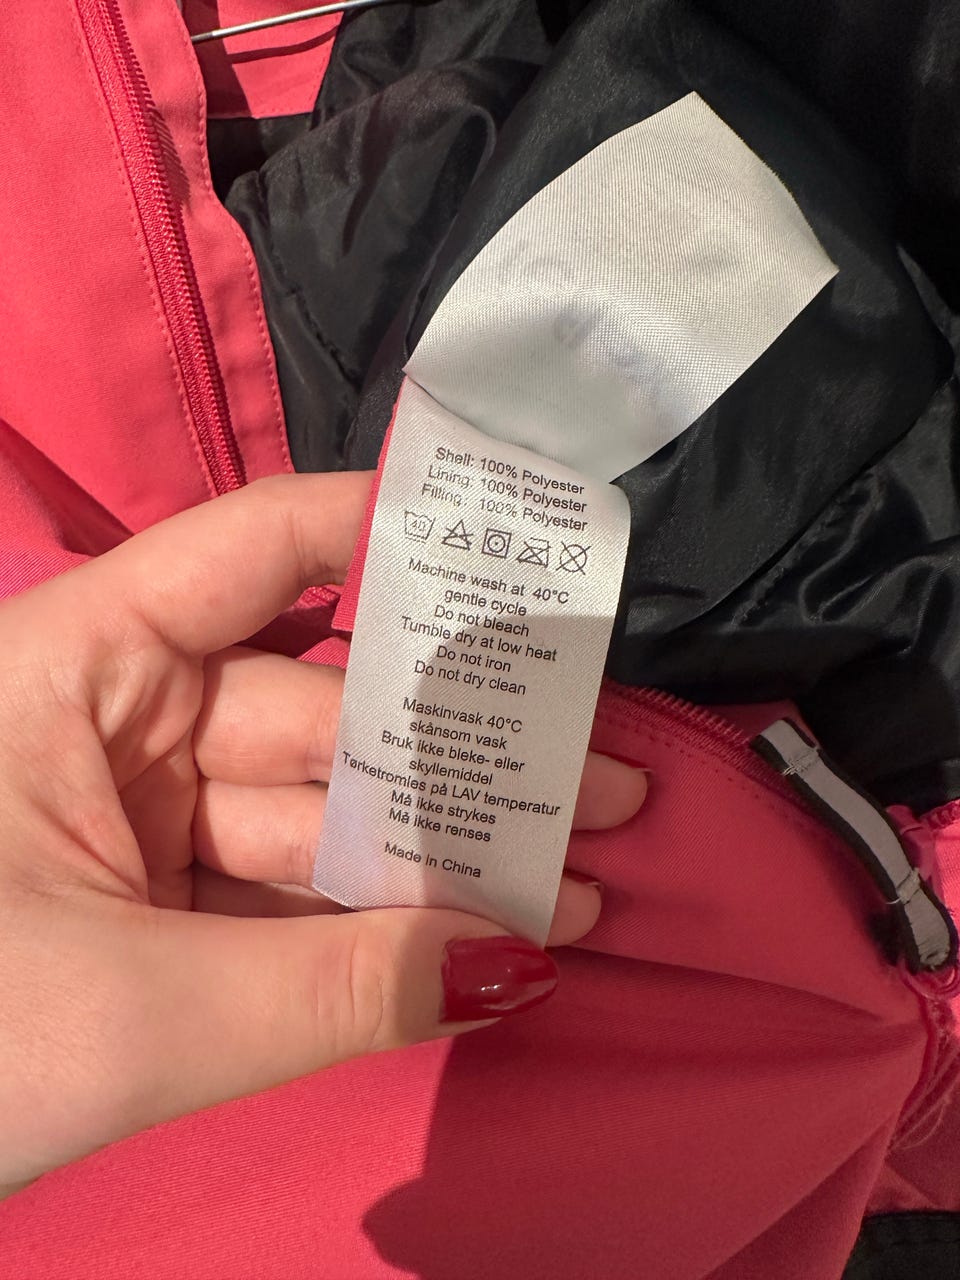 Shell: 100% Polyester
Lining: 100% Polyester
Filling: 100% Polyester
40
Machine wash at 40°C
gentle cycle
Do not bleach
Tumble dry at low heat
Do not iron
Do not dry clean
Maskinvask 40°C
skånsom vask
Bruk ikke bleke- eller
skyllemiddel
Tørketromles på LAV temperatur
Må ikke strykes
Må ikke renses
Made in China